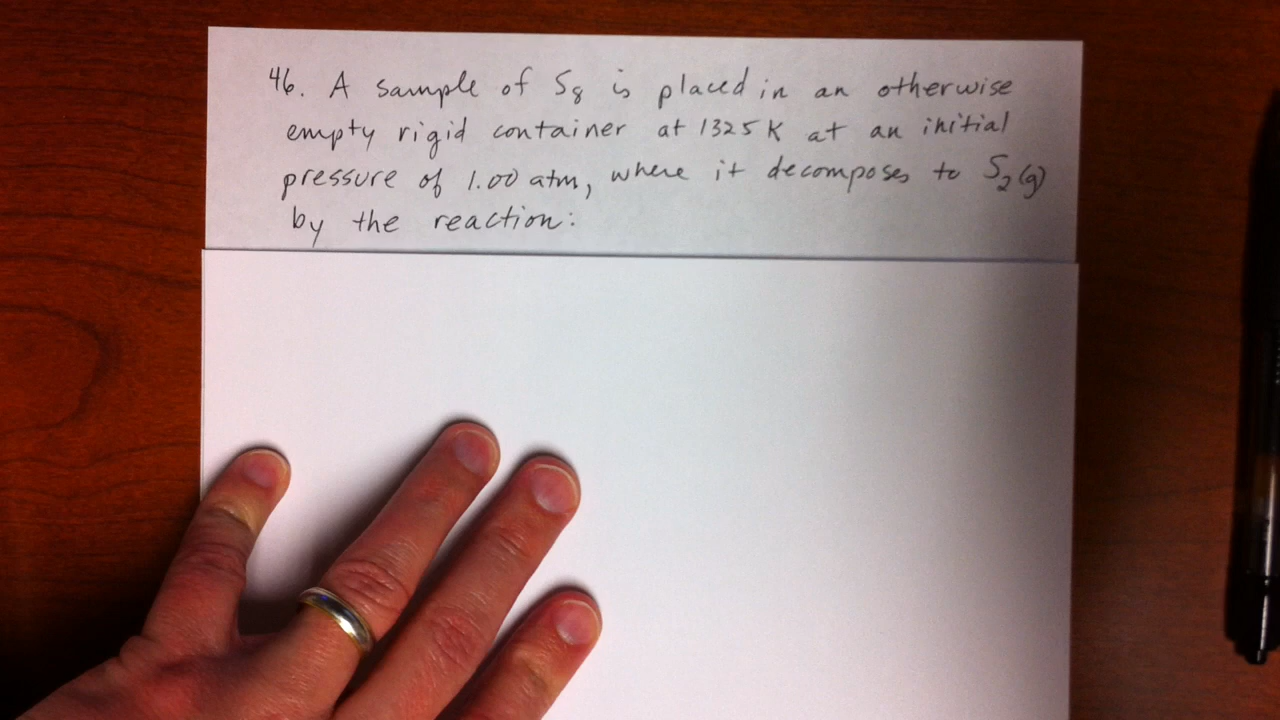 46. A sample of S₈ is placed in an otherwise
empty rigid container at 1325 K at an initial
pressure of 1.00 atm, where it decomposes to S₂(g)
by the reaction: